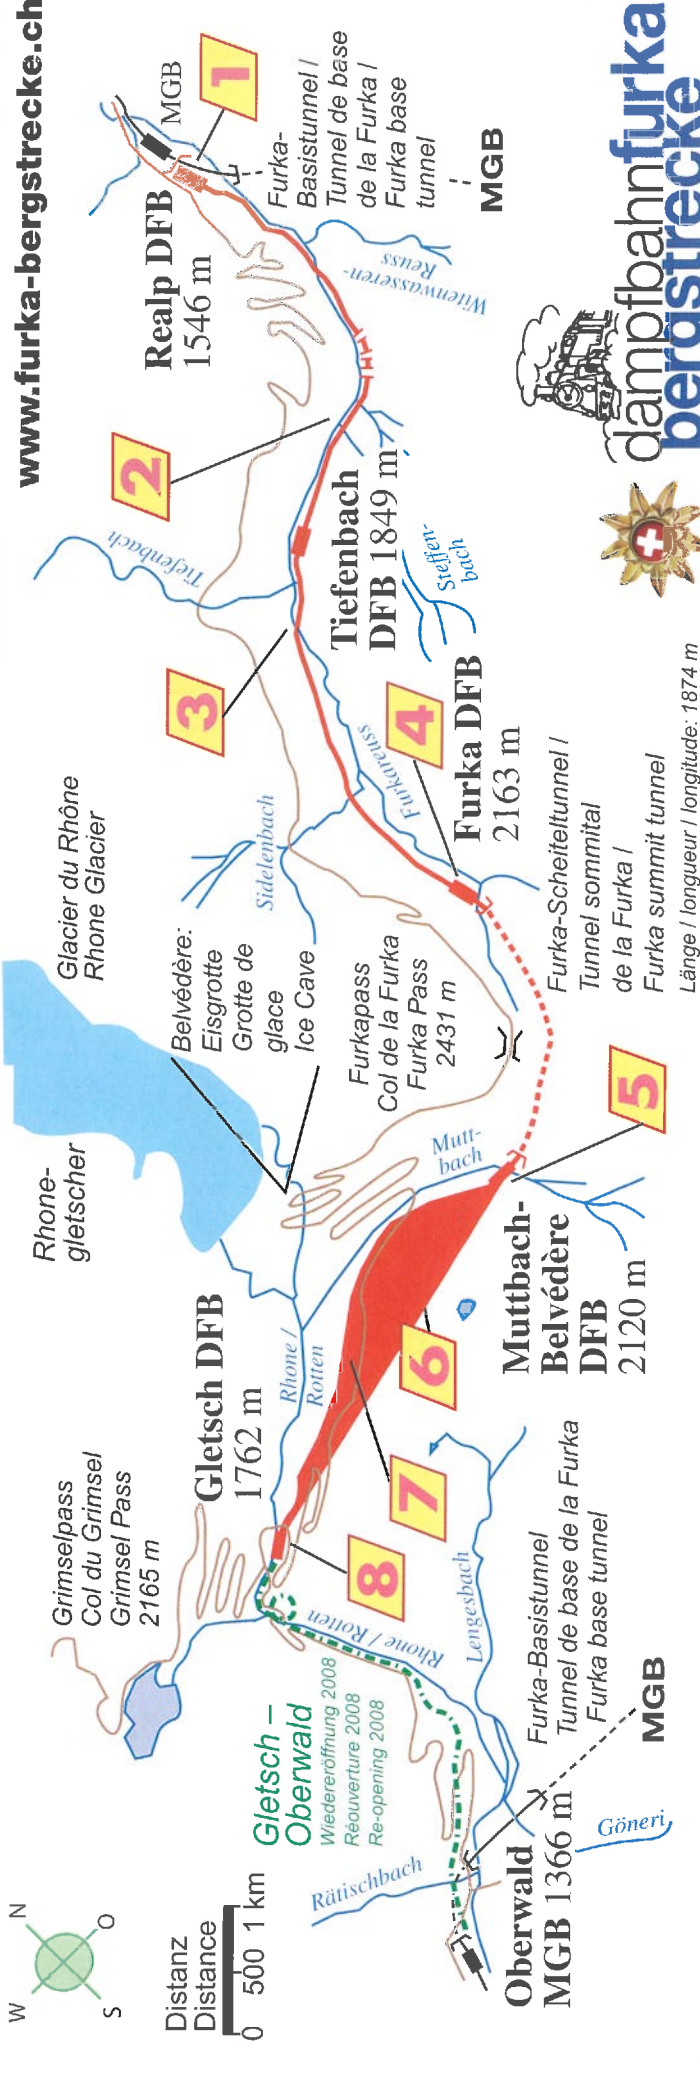 www.furka-bergstrecke.ch
W
N
S
O
Distanz
Distance
0 500 1 km
Grimselpass
Col du Grimsel
Grimsel Pass
2165 m
Gletsch –
Oberwald
Wiedereröffnung 2008
Réouverture 2008
Re-opening 2008
Rätischbach
Oberwald
MGB 1366 m
Göneri
Furka-Basistunnel
Tunnel de base de la Furka
Furka base tunnel
MGB
Lengesbach
Rhone / Rotten
Gletsch DFB
1762 m
8
7
6
Rhone /
Rotten
Rhone-
gletscher
Glacier du Rhône
Rhone Glacier
Belvédère:
Eisgrotte
Grotte de
glace
Ice Cave
Furkapass
Col de la Furka
Furka Pass
2431 m
Mutt-
bach
Muttbach-
Belvédère
DFB
2120 m
5
Furka-Scheiteltunnel /
Tunnel sommital
de la Furka /
Furka summit tunnel
Länge / longueur / longitude: 1874 m
Sidelenbach
Furkareuss
4
Furka DFB
2163 m
3
Tiefenbach
Tiefenbach
DFB 1849 m
Steffen-
bach
2
Realp DFB
1546 m
Witenwasseren-
Reuss
MGB
1
Furka-
Basistunnel /
Tunnel de base
de la Furka /
Furka base
tunnel
MGB
dampfbahnfurka
bergstrecke